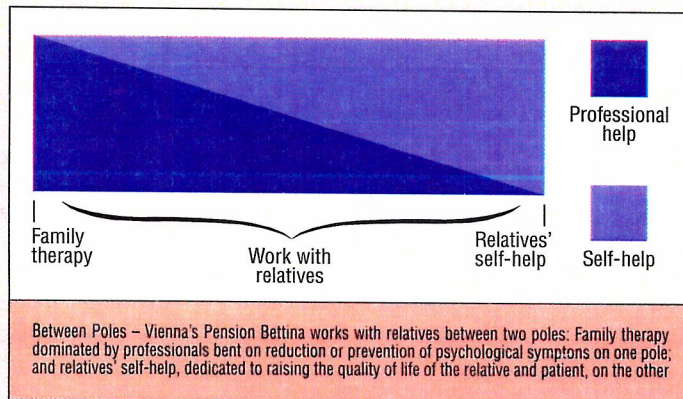 Professional
help
Family
therapy
Work with
relatives
Relatives'
self-help
Self-help
Between Poles – Vienna's Pension Bettina works with relatives between two poles: Family therapy
dominated by professionals bent on reduction or prevention of psychological symptons on one pole;
and relatives' self-help, dedicated to raising the quality of life of the relative and patient, on the other